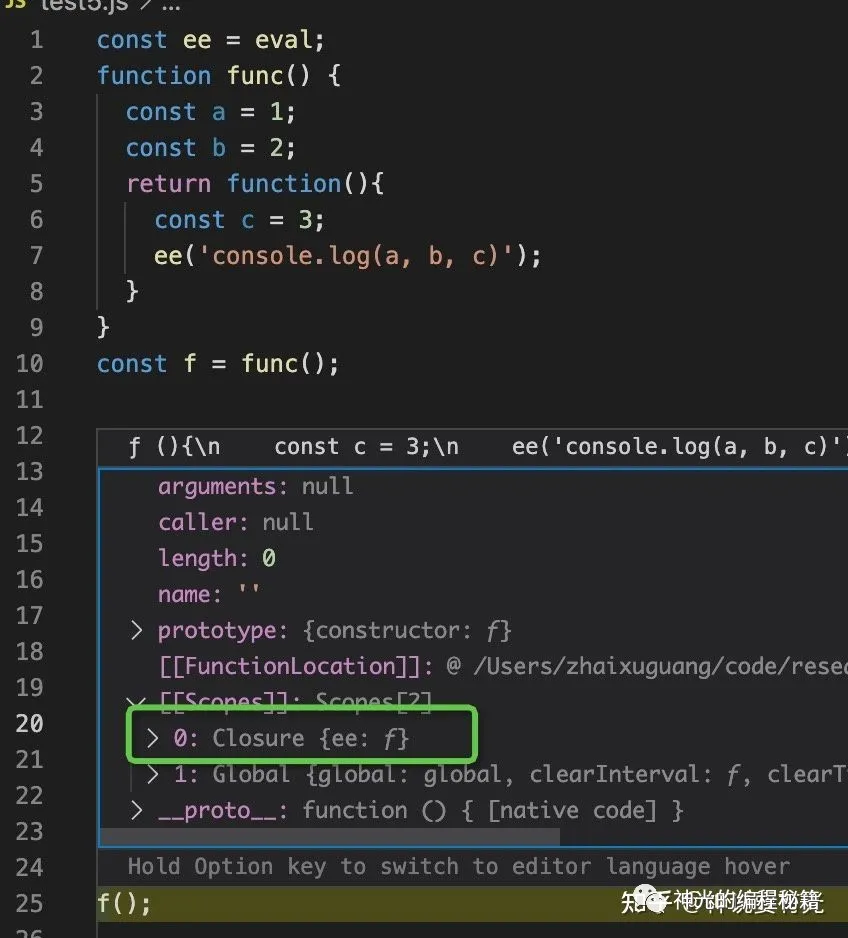 JS test5.js > ...
1 const ee = eval;
2 function func() {
3 const a = 1;
4 const b = 2;
5 return function(){
6 const c = 3;
7 ee('console.log(a, b, c)');
8 }
9 }
10 const f = func();
11
12
ƒ (){\n    const c = 3;\n    ee('console.log(a, b, c)')
13
arguments: null
14
caller: null
15
length: 0
16
name: ''
17
> prototype: {constructor: ƒ}
18
[[FunctionLocation]]: @ /Users/zhaixuguang/code/resea
19
[[Scopes]]: Scopes[2]
20
> 0: Closure {ee: ƒ}
21
> 1: Global {global: global, clearInterval: ƒ, clearT
22
> __proto__: function () { [native code] }
23
24
Hold Option key to switch to editor language hover
25 f();
神光的编程秘籍
26